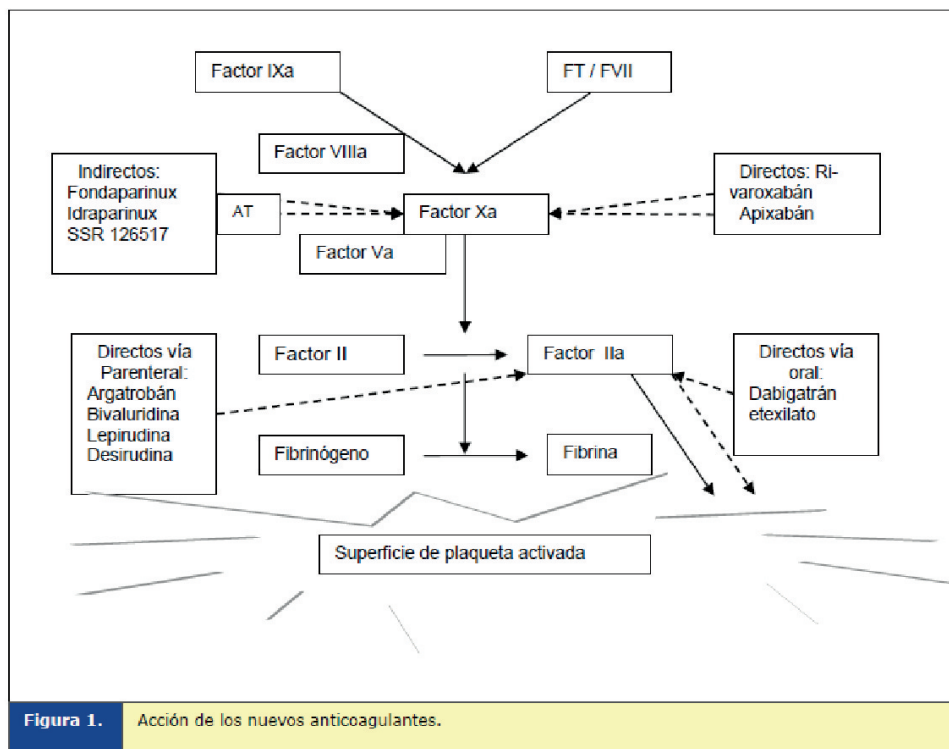 Factor IXa
FT / FVII
Factor VIIIa
Indirectos:
Fondaparinux
Idraparinux
SSR 126517
AT
Factor Xa
Directos: Ri-
varoxabán
Apixabán
Factor Va
Directos vía
Parenteral:
Argatrobán
Bivaluridina
Lepirudina
Desirudina
Factor II
Factor IIa
Directos vía
oral:
Dabigatrán
etexilato
Fibrinógeno
Fibrina
Superficie de plaqueta activada
Figura 1. Acción de los nuevos anticoagulantes.